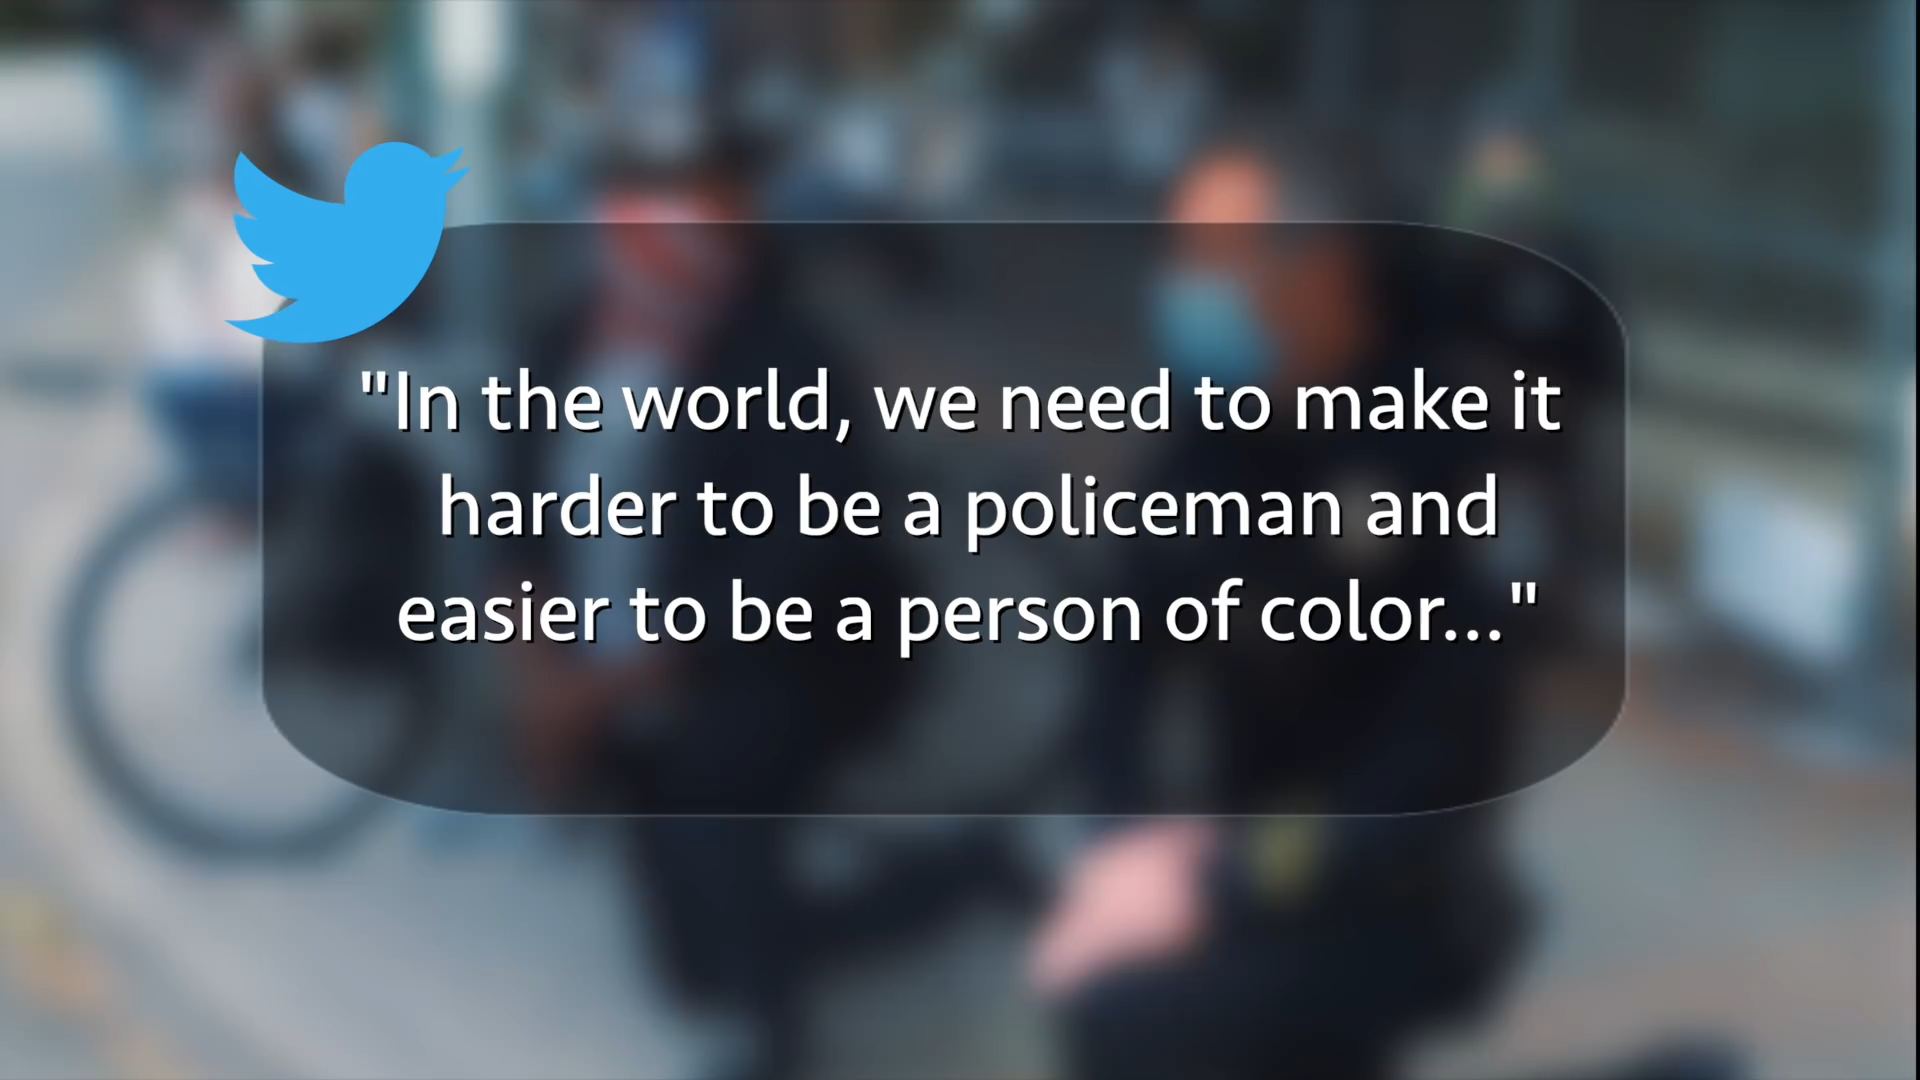 "In the world, we need to make it
harder to be a policeman and
easier to be a person of color..."